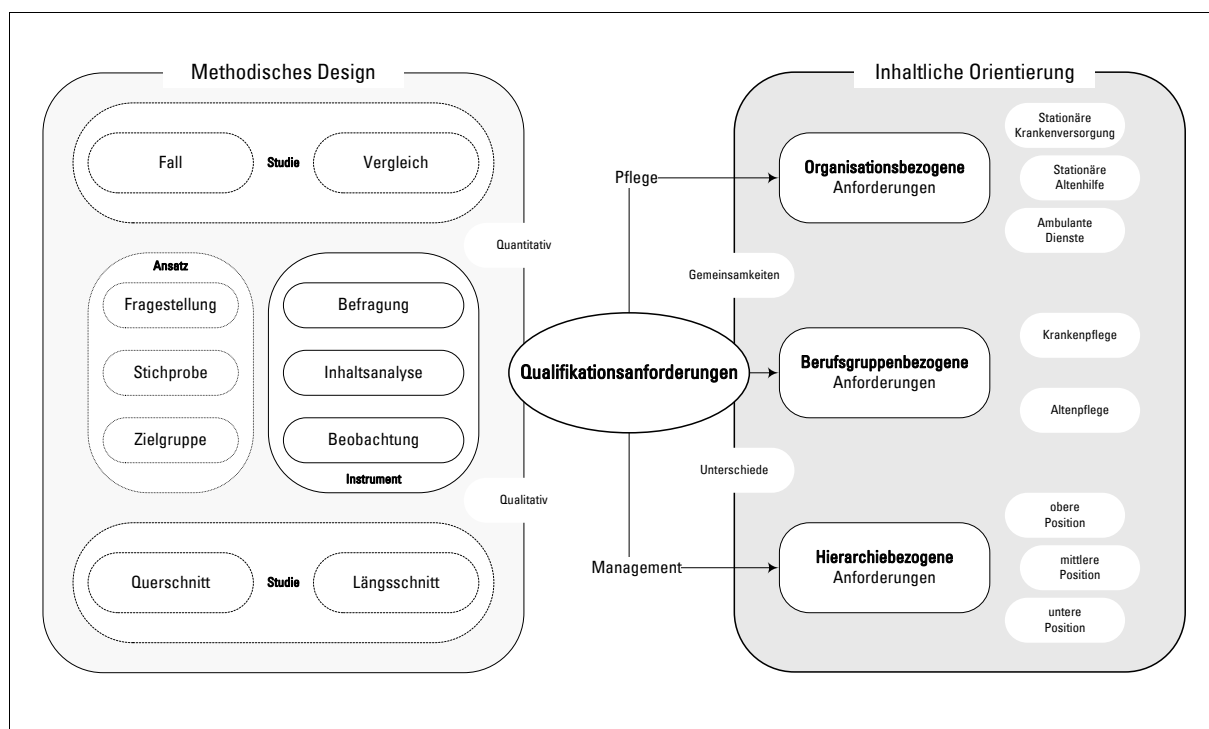 Methodisches Design
Fall
Studie
Vergleich
Quantitativ
Ansatz
Fragestellung
Stichprobe
Zielgruppe
Befragung
Inhaltsanalyse
Beobachtung
Instrument
Qualitativ
Querschnitt
Studie
Längsschnitt
Pflege
Qualifikationsanforderungen
Management
Gemeinsamkeiten
Unterschiede
Inhaltliche Orientierung
Organisationsbezogene
Anforderungen
Stationäre
Krankenversorgung
Stationäre
Altenhilfe
Ambulante
Dienste
Berufsgruppenbezogene
Anforderungen
Krankenpflege
Altenpflege
Hierarchiebezogene
Anforderungen
obere
Position
mittlere
Position
untere
Position